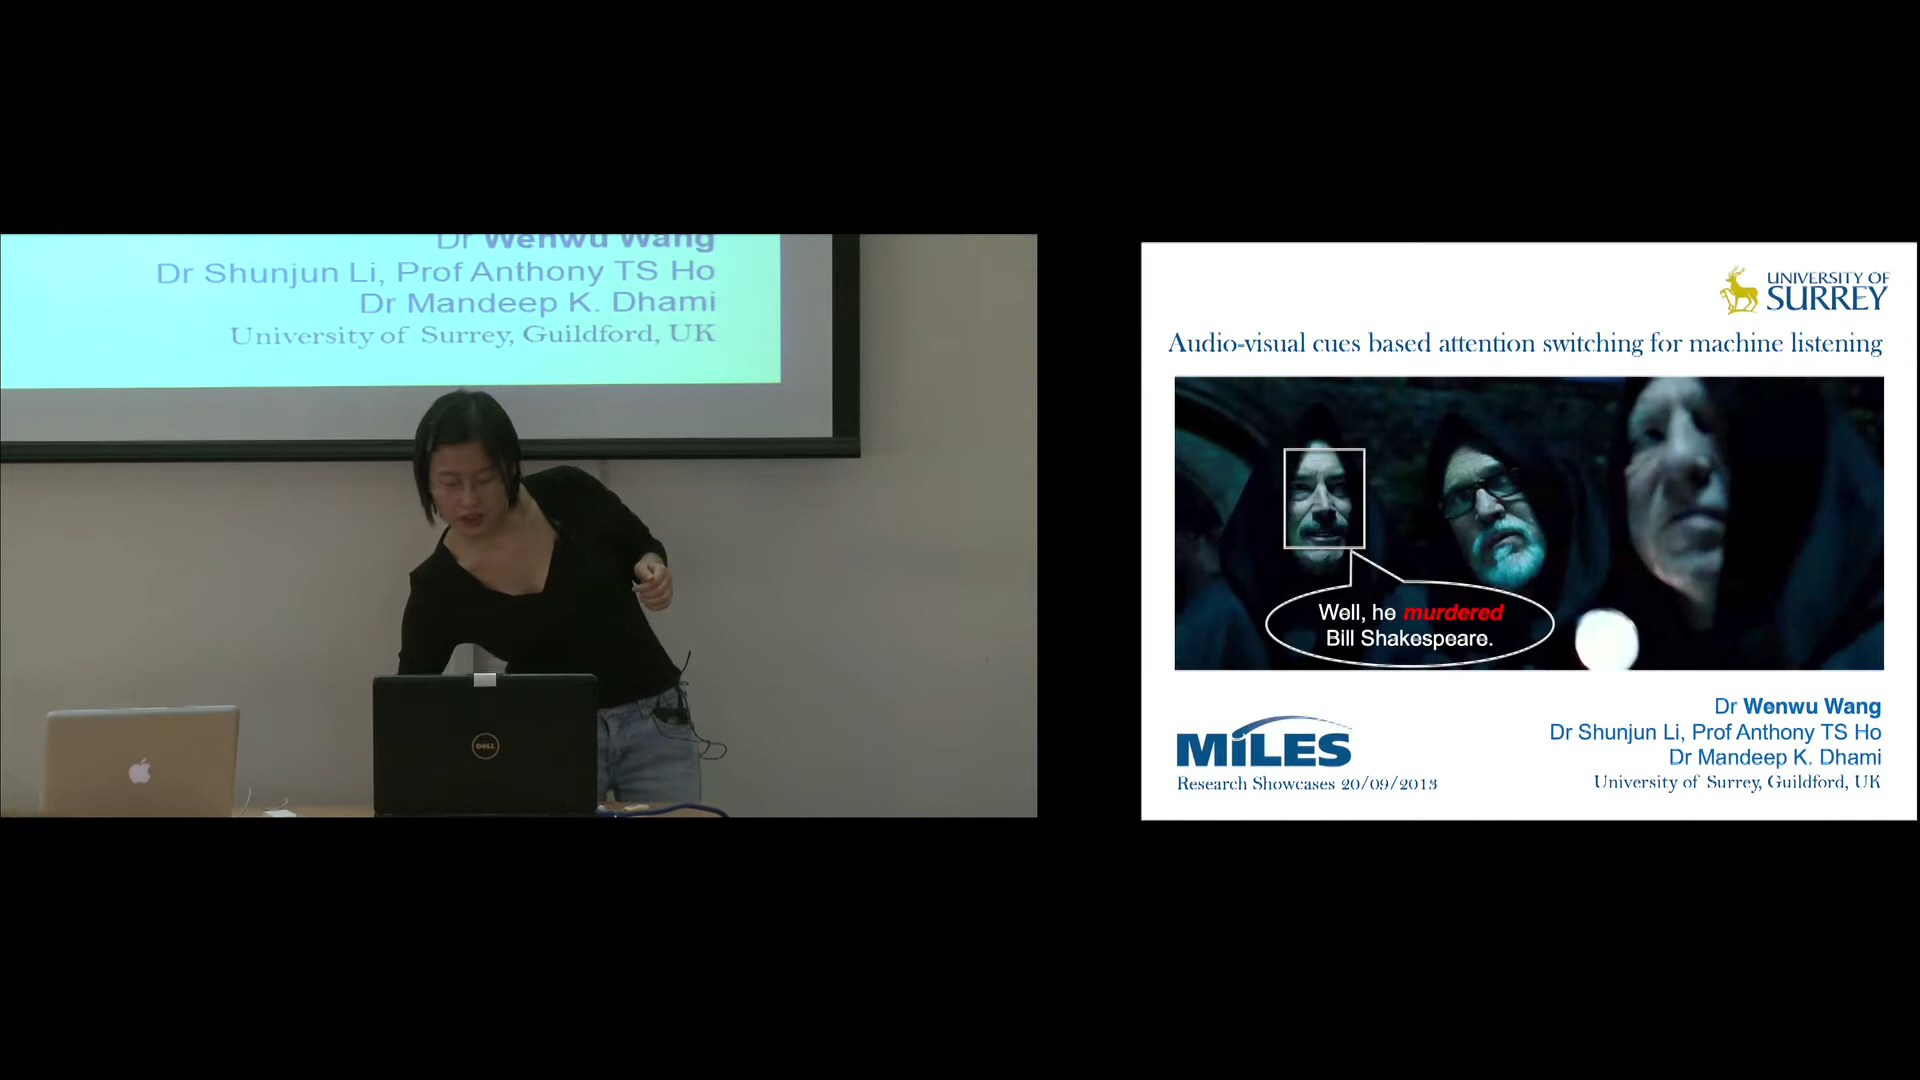 Dr Wenwu Wang
Dr Shunjun Li, Prof Anthony TS Ho
Dr Mandeep K. Dhami
University of Surrey, Guildford, UK
DELL
UNIVERSITY OF
SURREY
Audio-visual cues based attention switching for machine listening
Well, he murdered
Bill Shakespeare.
MiLES
Research Showcases 20/09/2013
Dr Wenwu Wang
Dr Shunjun Li, Prof Anthony TS Ho
Dr Mandeep K. Dhami
University of Surrey, Guildford, UK